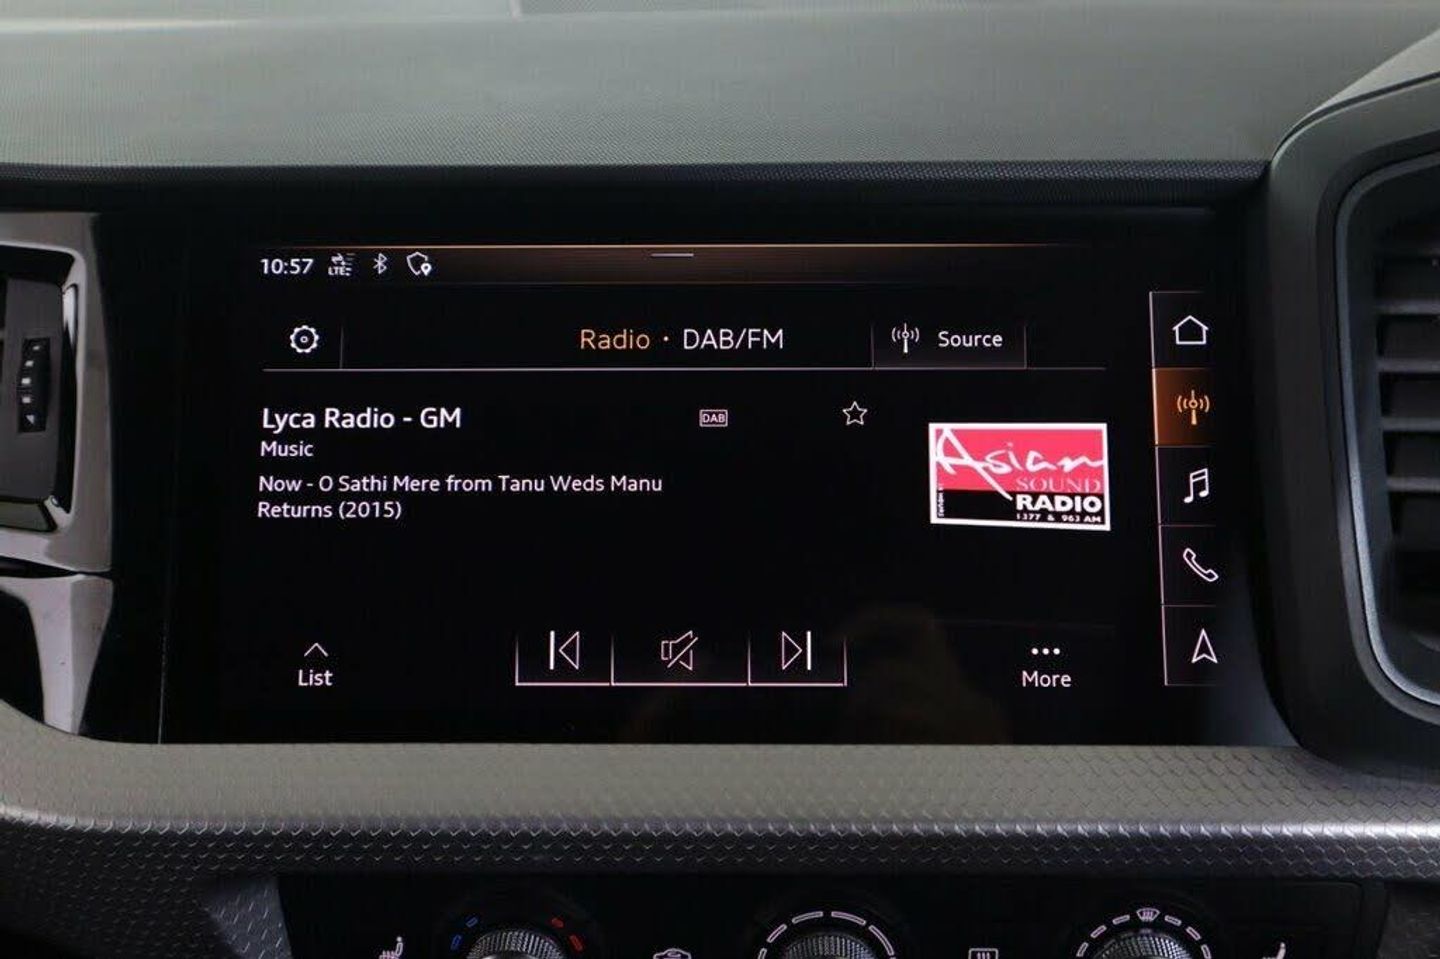 10:57 LTE
Radio · DAB/FM
Source
Lyca Radio - GM
DAB
Music
Now - O Sathi Mere from Tanu Weds Manu
Returns (2015)
Asian
SOUND
RADIO
1377 & 963 AM
List
More